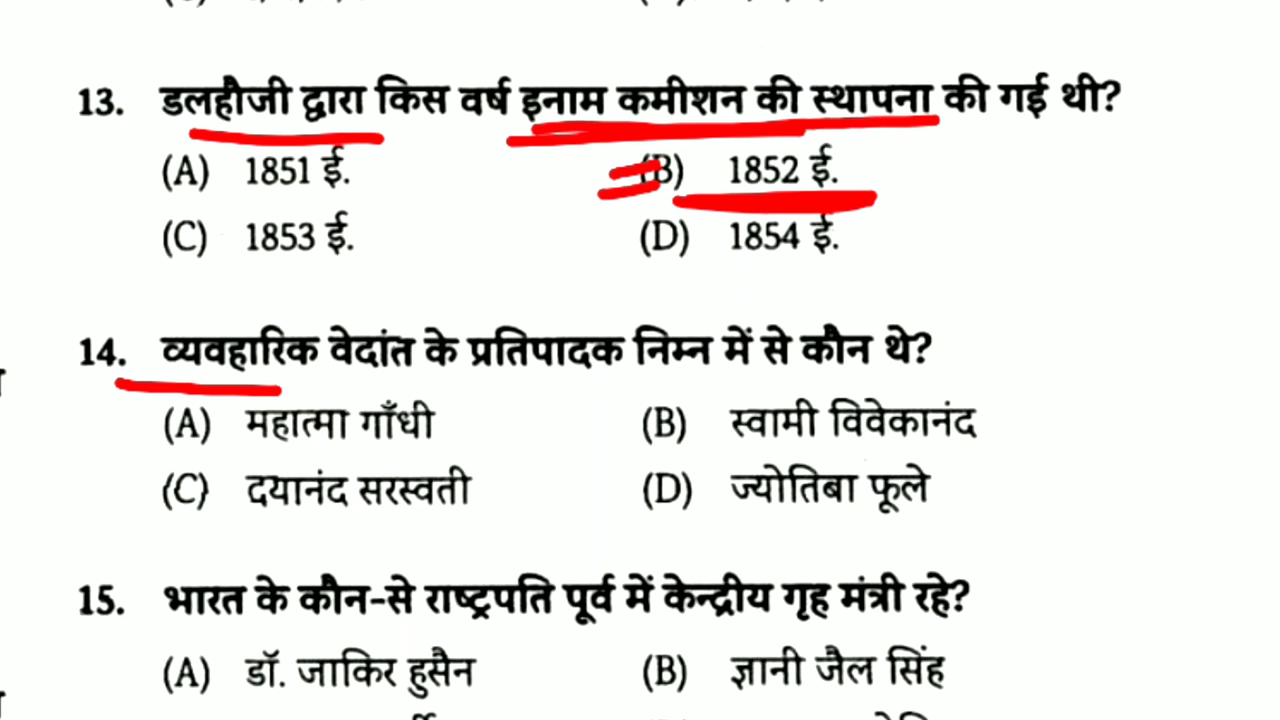 13. डलहौजी द्वारा किस वर्ष इनाम कमीशन की स्थापना की गई थी?
(A) 1851 ई. (B) 1852 ई.
(C) 1853 ई. (D) 1854 ई.
14. व्यवहारिक वेदांत के प्रतिपादक निम्न में से कौन थे?
(A) महात्मा गाँधी (B) स्वामी विवेकानंद
(C) दयानंद सरस्वती (D) ज्योतिबा फूले
15. भारत के कौन-से राष्ट्रपति पूर्व में केन्द्रीय गृह मंत्री रहे?
(A) डॉ. जाकिर हुसैन (B) ज्ञानी जैल सिंह